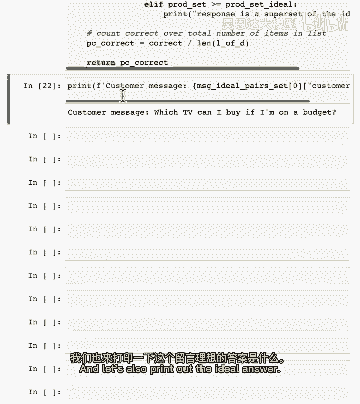 elif prod_set >= prod_set_ideal:
print("response is a superset of the id
# count correct over total number of items in list
pc_correct = correct / len(l_of_d)
return pc_correct
In [22]: print(f'Customer message: {msg_ideal_pairs_set[0]["customer
Customer message: Which TV can I buy if I'm on a budget?
In [ ]:
In [ ]:
In [ ]:
In [ ]:
In [ ]:
In [ ]:
In [ ]:
In [ ]:
In [ ]:
In [ ]:
In [ ]:
In [ ]:
我们也来打印一下这个留言理想的答案是什么。
And let's also print out the ideal answer.